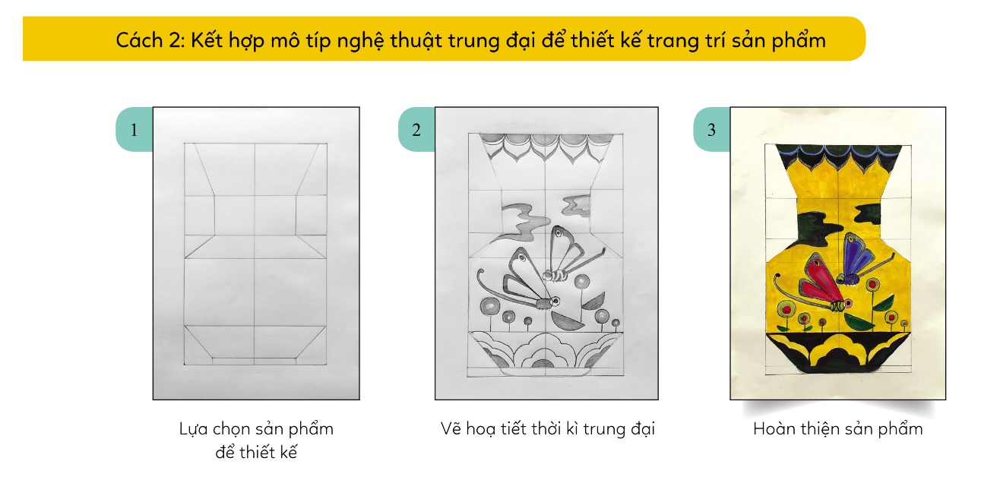 Cách 2: Kết hợp mô típ nghệ thuật trung đại để thiết kế trang trí sản phẩm
1
2
3
Lựa chọn sản phẩm
để thiết kế
Vẽ hoạ tiết thời kì trung đại
Hoàn thiện sản phẩm